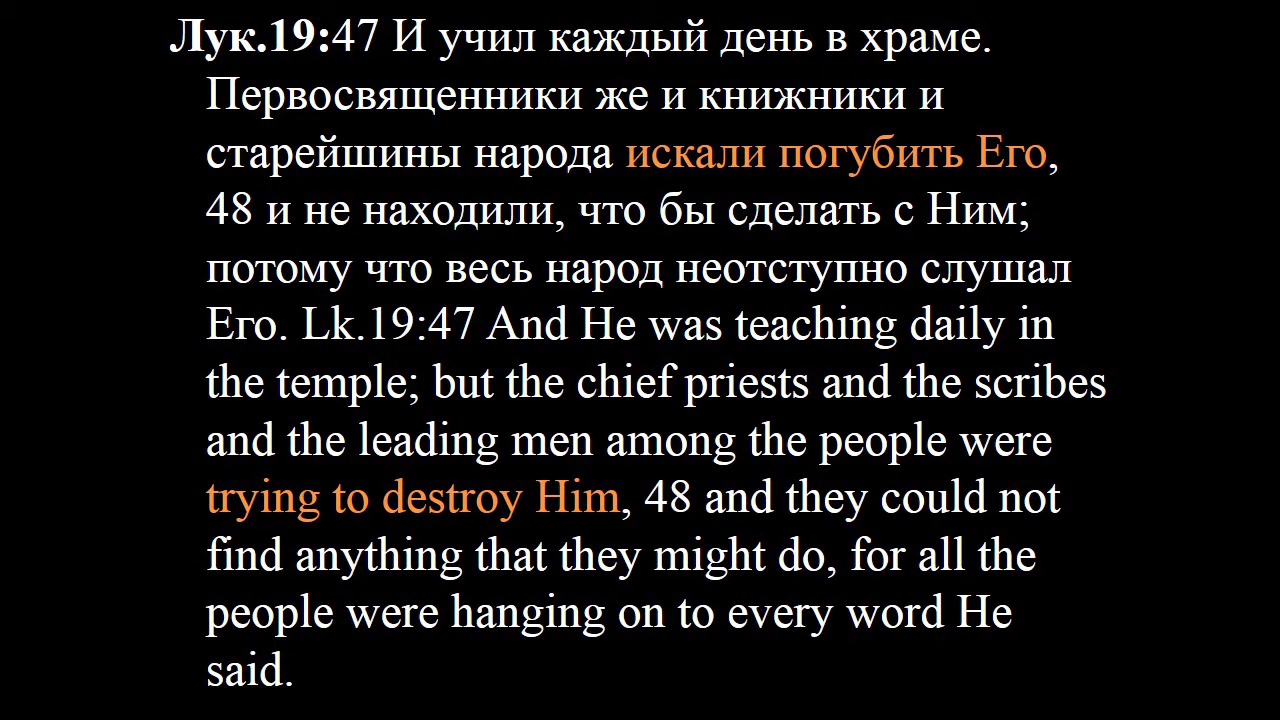 Лук.19:47 И учил каждый день в храме.
Первосвященники же и книжники и
старейшины народа искали погубить Его,
48 и не находили, что бы сделать с Ним;
потому что весь народ неотступно слушал
Его. Lk.19:47 And He was teaching daily in
the temple; but the chief priests and the scribes
and the leading men among the people were
trying to destroy Him, 48 and they could not
find anything that they might do, for all the
people were hanging on to every word He
said.